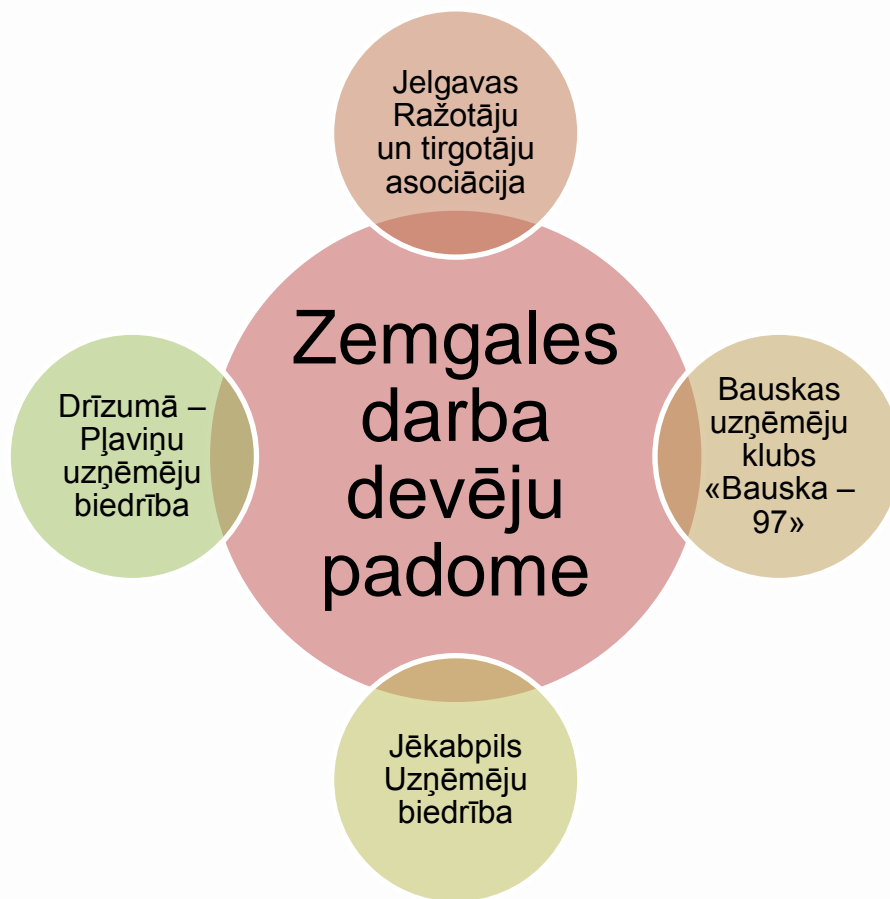 Jelgavas
Ražotāju
un tirgotāju
asociācija
Zemgales
darba
devēju
padome
Drīzumā –
Pļaviņu
uzņēmēju
biedrība
Bauskas
uzņēmēju
klubs
«Bauska –
97»
Jēkabpils
Uzņēmēju
biedrība